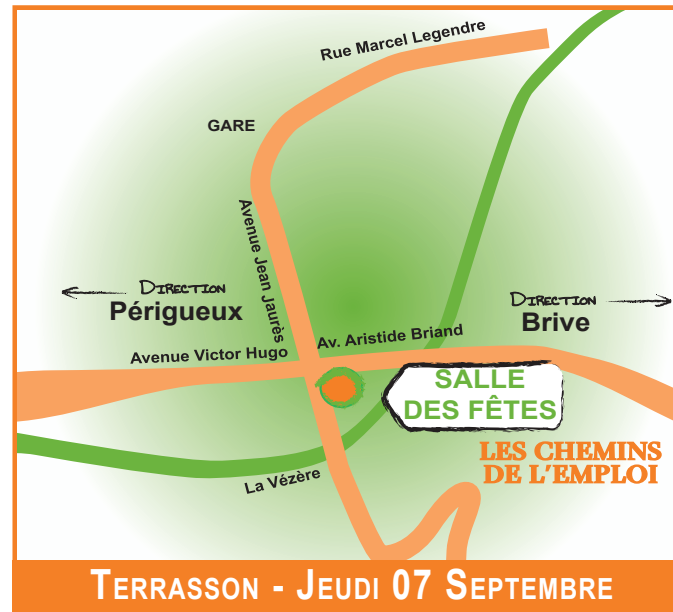 Rue Marcel Legendre
GARE
Avenue Jean Jaurès
DIRECTION
Périgueux
DIRECTION
Brive
Av. Aristide Briand
Avenue Victor Hugo
SALLE
DES FÊTES
LES CHEMINS
DE L'EMPLOI
La Vézère
TERRASSON - JEUDI 07 SEPTEMBRE